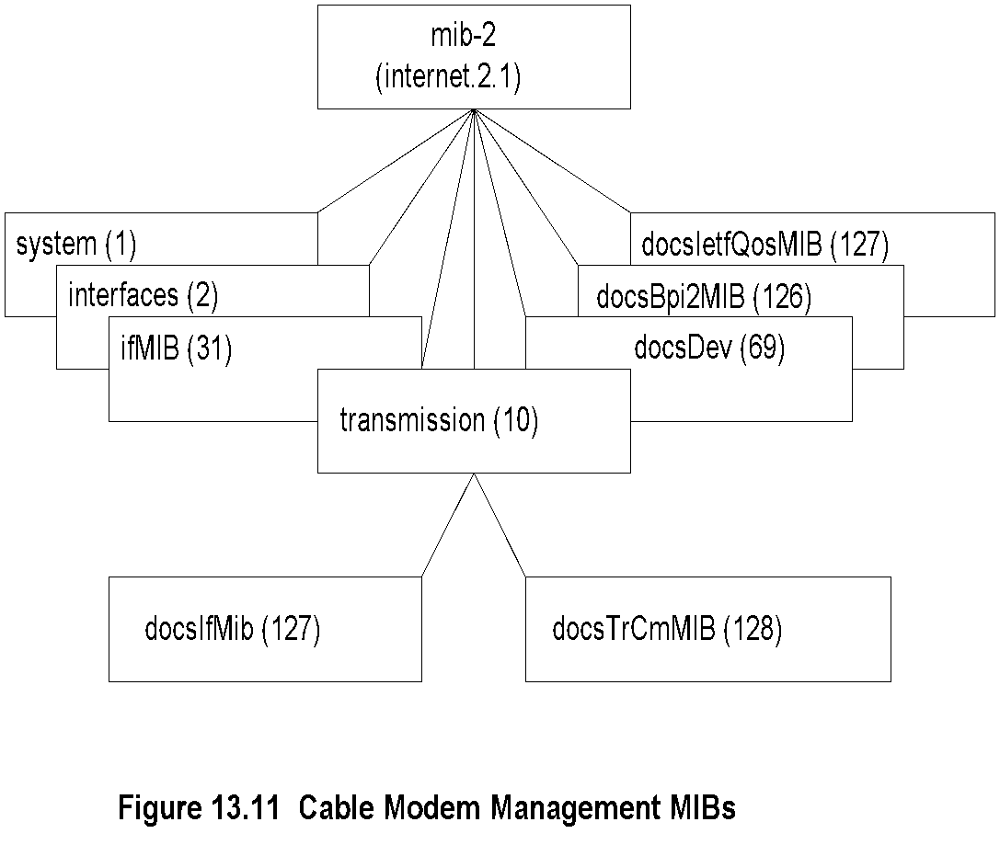 mib-2
(internet.2.1)
system (1)
docsIetfQosMIB (127)
interfaces (2)
docsBpi2MIB (126)
ifMIB (31)
docsDev (69)
transmission (10)
docsIfMib (127)
docsTrCmMIB (128)
Figure 13.11 Cable Modem Management MIBs